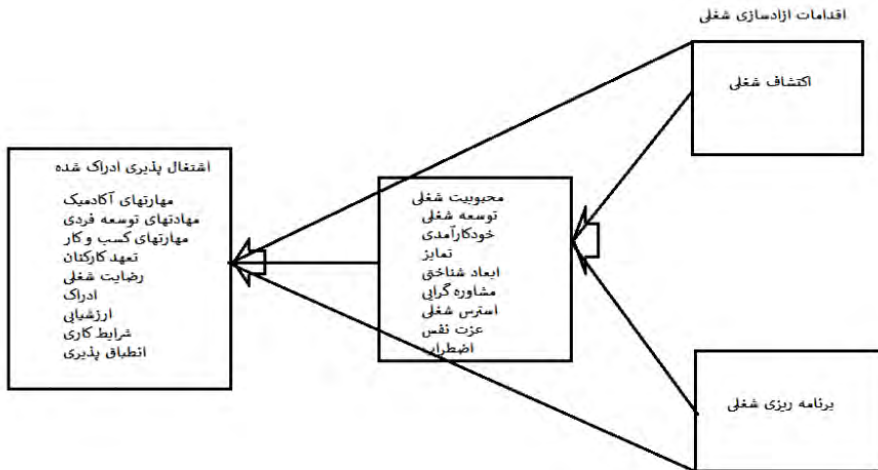 اقدامات ازادسازی شغلی
اکتشاف شغلی
برنامه ریزی شغلی
محبوبیت شغلی
توسعه شغلی
خودکارآمدی
تمایز
ابعاد شناختی
مشاوره گرایی
استرس شغلی
عزت نفس
اضطراب
اشتغال پذیری ادراک شده
مهارتهای آکادمیک
مهادتهای توسعه فردی
مهارتهای کسب و کار
تعهد کارکنان
رضایت شغلی
ادراک
ارزشیابی
شرایط کاری
انطباق پذیری